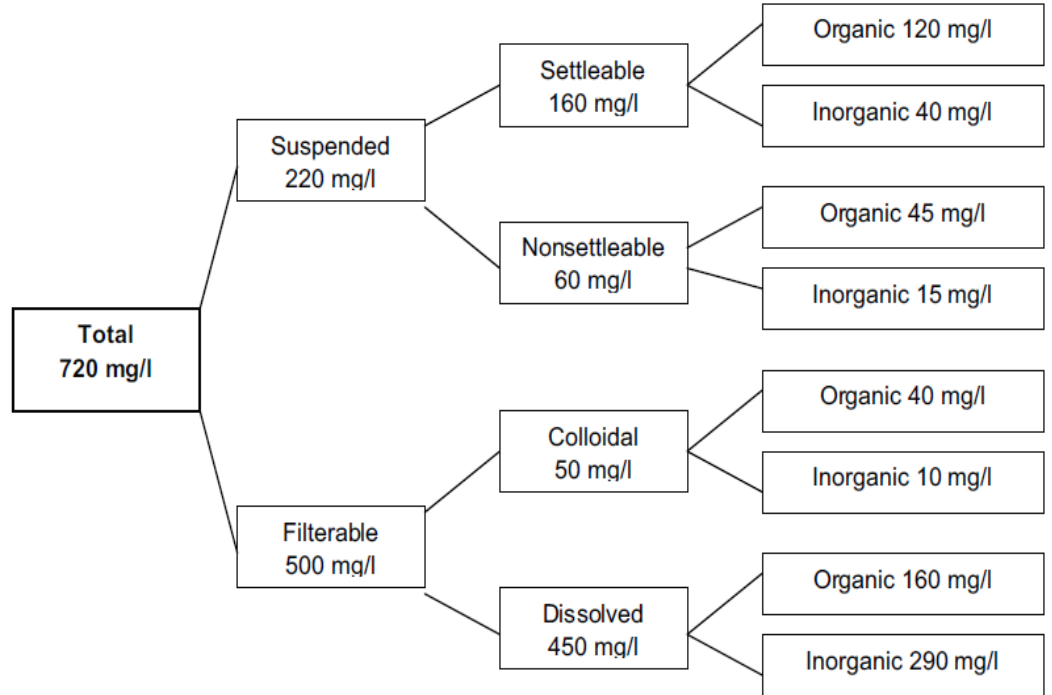 Organic 120 mg/l
Settleable
160 mg/l
Inorganic 40 mg/l
Suspended
220 mg/l
Organic 45 mg/l
Nonsettleable
60 mg/l
Inorganic 15 mg/l
Total
720 mg/l
Organic 40 mg/l
Colloidal
50 mg/l
Inorganic 10 mg/l
Filterable
500 mg/l
Organic 160 mg/l
Dissolved
450 mg/l
Inorganic 290 mg/l